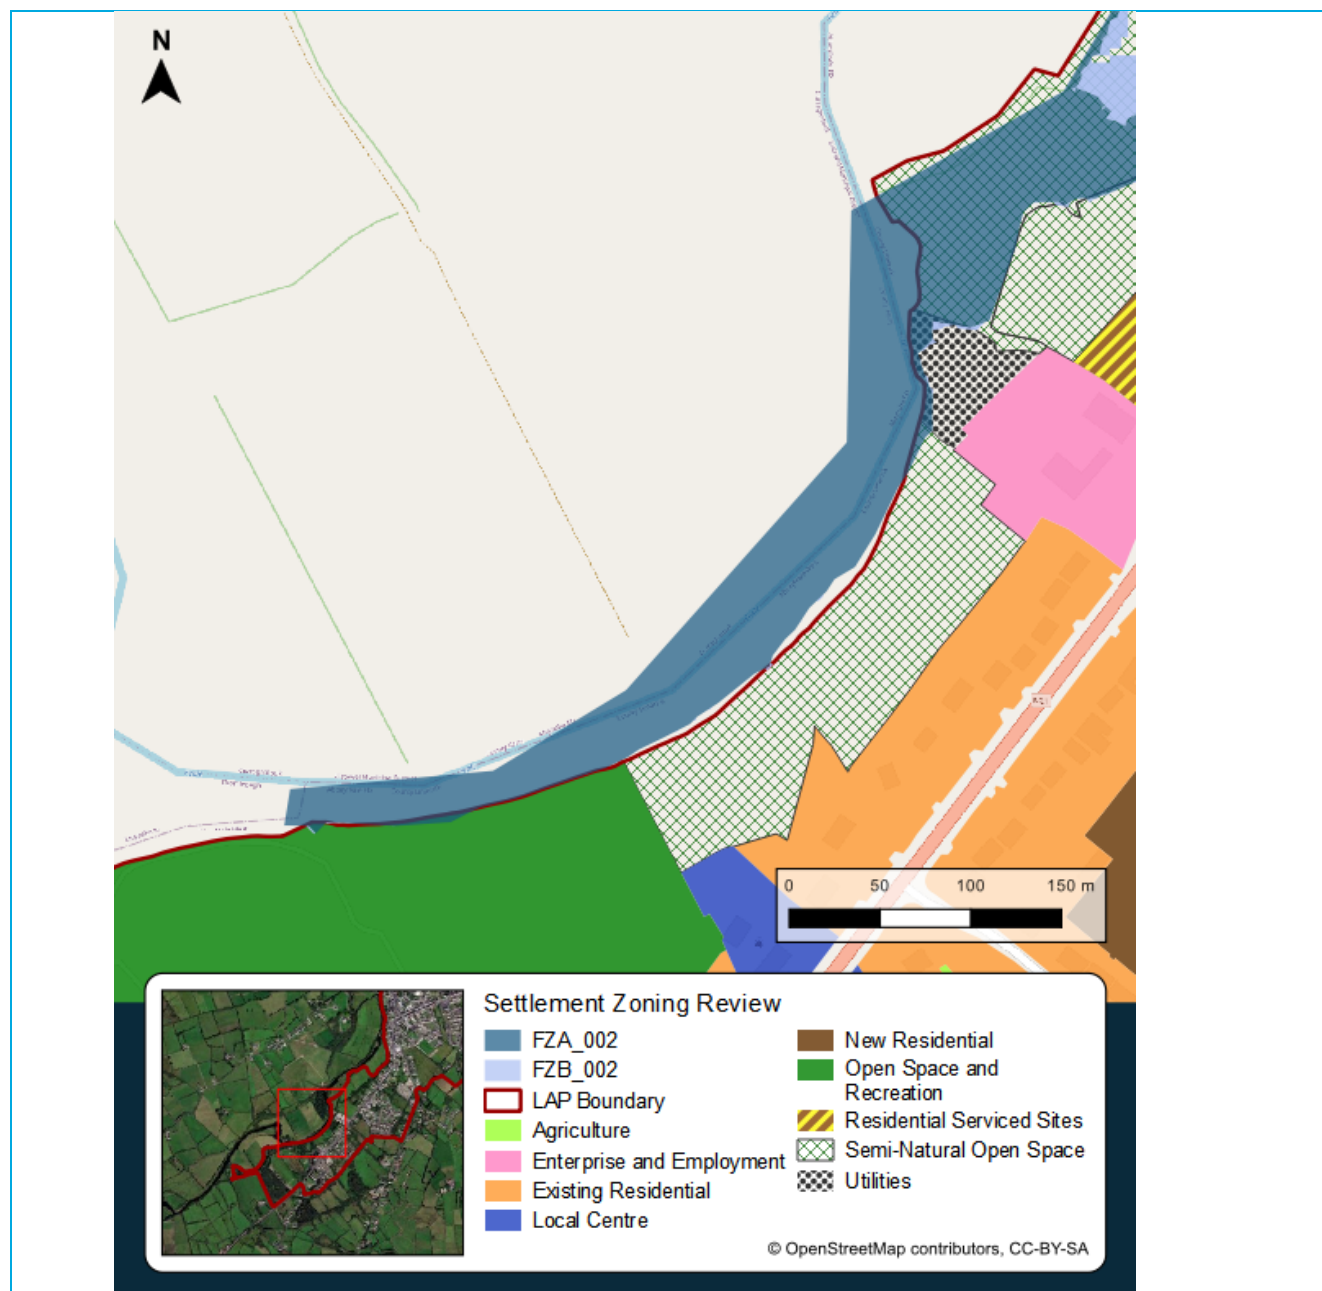 N
0 50 100 150 m
Settlement Zoning Review
FZA_002
FZB_002
LAP Boundary
Agriculture
Enterprise and Employment
Existing Residential
Local Centre
New Residential
Open Space and
Recreation
Residential Serviced Sites
Semi-Natural Open Space
Utilities
© OpenStreetMap contributors, CC-BY-SA